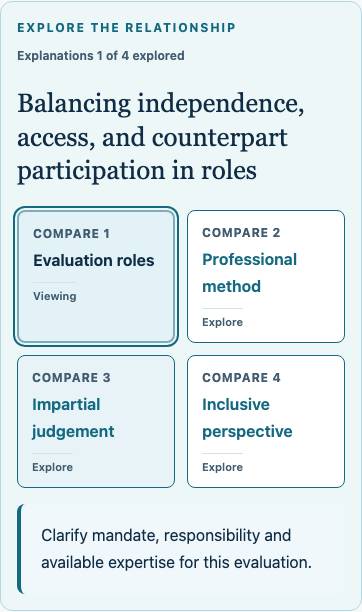 EXPLORE THE RELATIONSHIP
Explanations 1 of 4 explored
Balancing independence,
access, and counterpart
participation in roles
COMPARE 1
Evaluation roles
Viewing
COMPARE 2
Professional
method
Explore
COMPARE 3
Impartial
judgement
Explore
COMPARE 4
Inclusive
perspective
Explore
Clarify mandate, responsibility and
available expertise for this evaluation.